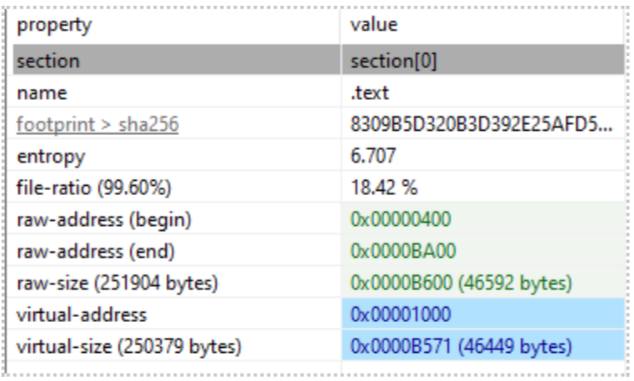 property value
section section[0]
name .text
footprint > sha256 8309B5D320B3D392E25AFD5...
entropy 6.707
file-ratio (99.60%) 18.42 %
raw-address (begin) 0x00000400
raw-address (end) 0x0000BA00
raw-size (251904 bytes) 0x0000B600 (46592 bytes)
virtual-address 0x00001000
virtual-size (250379 bytes) 0x0000B571 (46449 bytes)